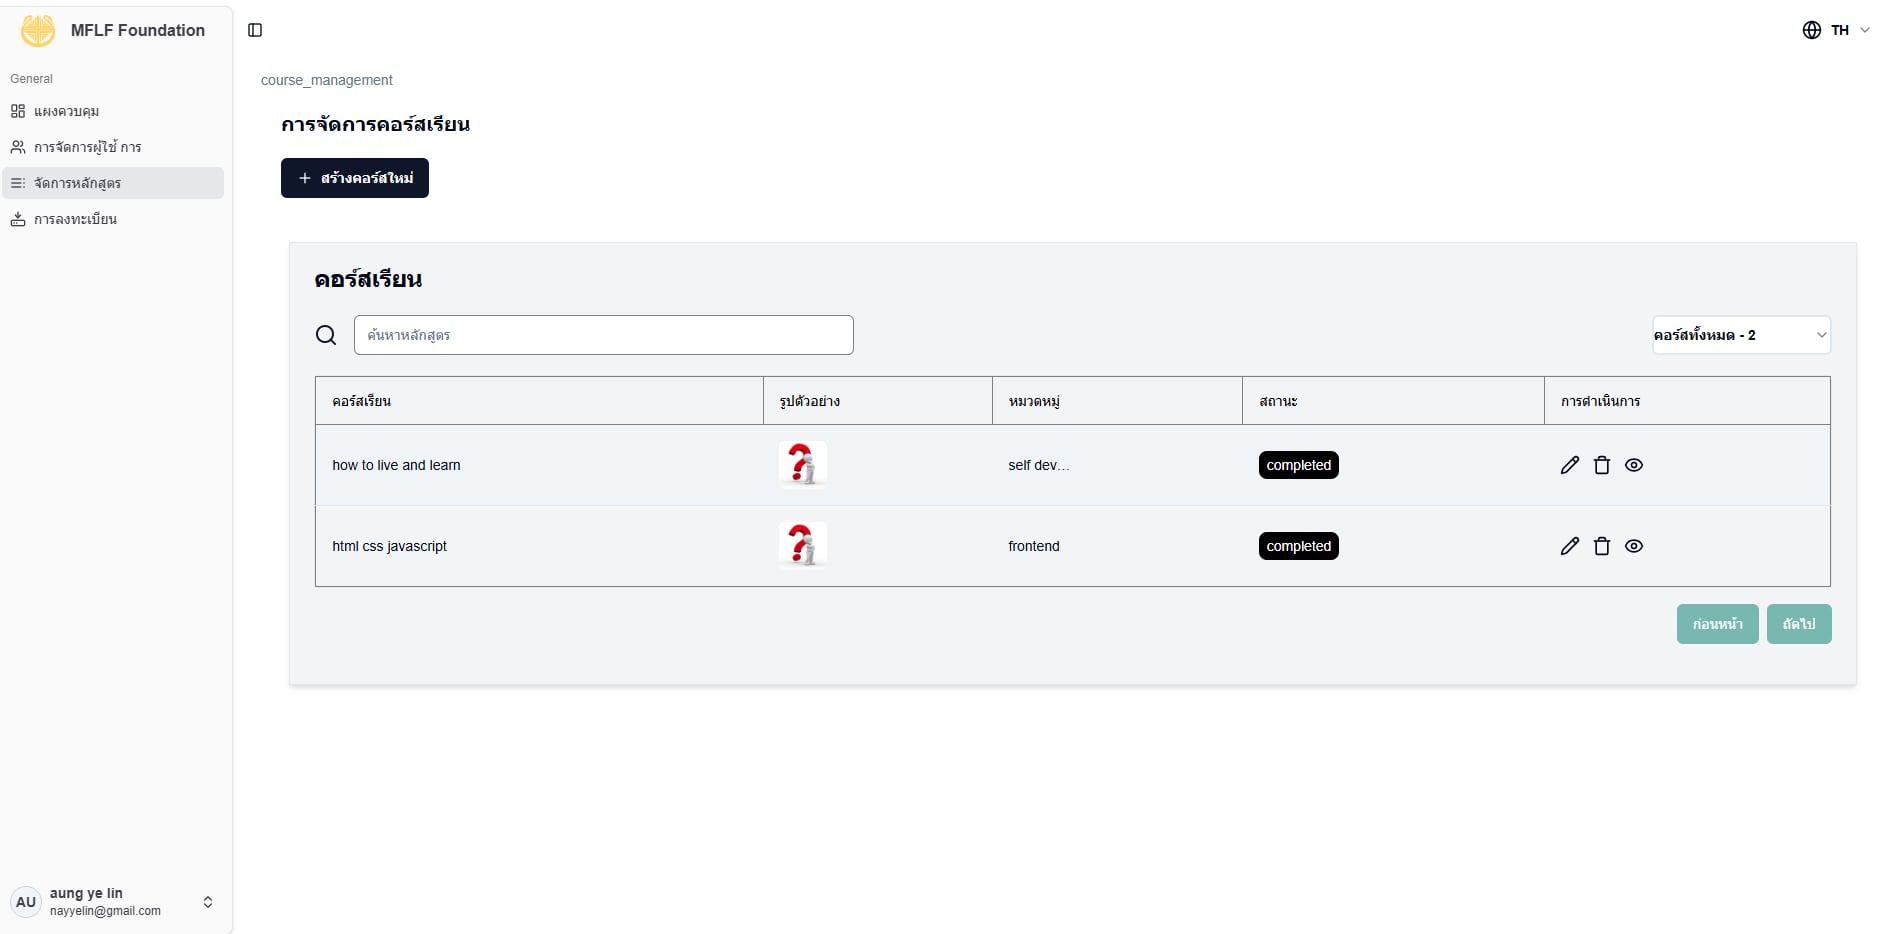 MFLF Foundation
TH
General
แผงควบคุม
การจัดการผู้ใช้ การ
จัดการหลักสูตร
การลงทะเบียน
course_management
การจัดการคอร์สเรียน
สร้างคอร์สใหม่
คอร์สเรียน
ค้นหาหลักสูตร
คอร์สทั้งหมด - 2
คอร์สเรียน รูปตัวอย่าง หมวดหมู่ สถานะ การดำเนินการ
how to live and learn self dev… completed
html css javascript frontend completed
ก่อนหน้า ถัดไป
AU
aung ye lin
nayyelin@gmail.com